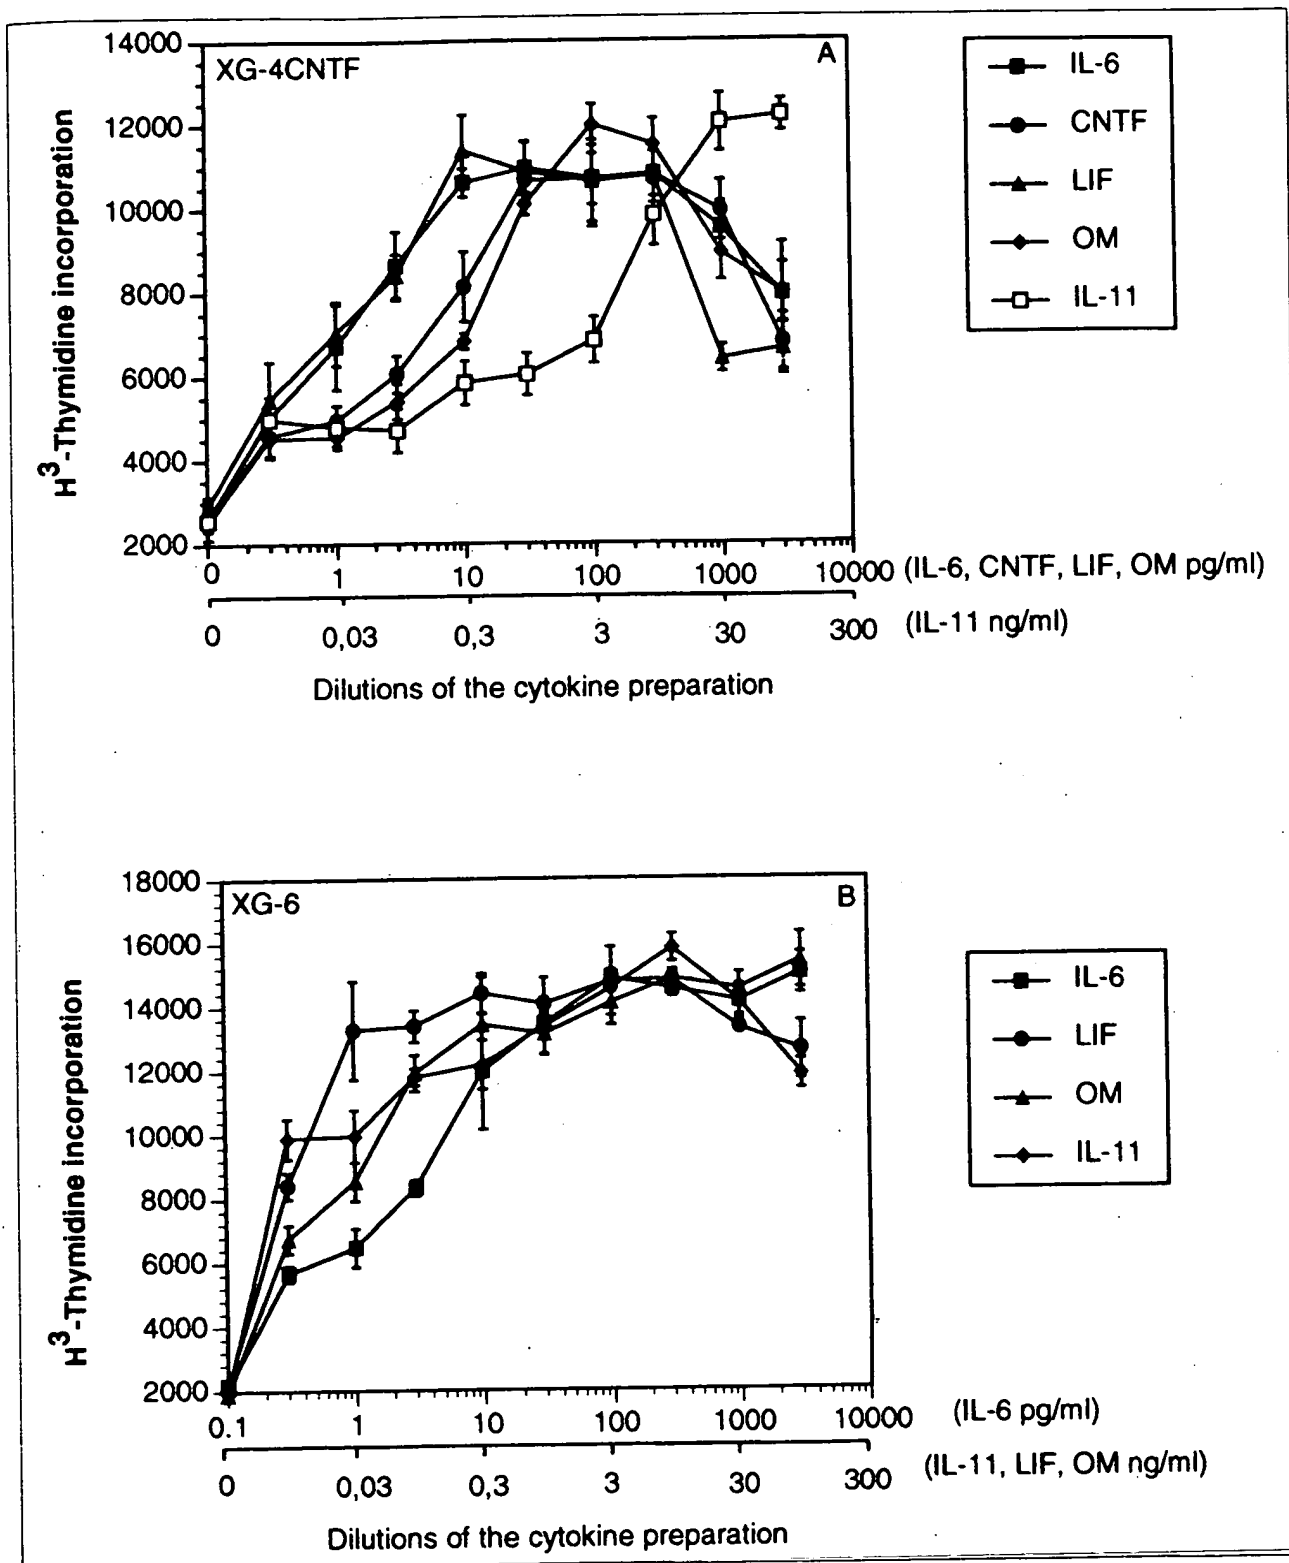 14000
12000
10000
8000
6000
4000
2000
H³-Thymidine incorporation
XG-4CNTF
A
IL-6
CNTF
LIF
OM
IL-11
0 1 10 100 1000 10000 (IL-6, CNTF, LIF, OM pg/ml)
0 0,03 0,3 3 30 300 (IL-11 ng/ml)
Dilutions of the cytokine preparation
18000
16000
14000
12000
10000
8000
6000
4000
2000
H³-Thymidine incorporation
XG-6
B
IL-6
LIF
OM
IL-11
0.1 1 10 100 1000 10000 (IL-6 pg/ml)
0 0,03 0,3 3 30 300 (IL-11, LIF, OM ng/ml)
Dilutions of the cytokine preparation